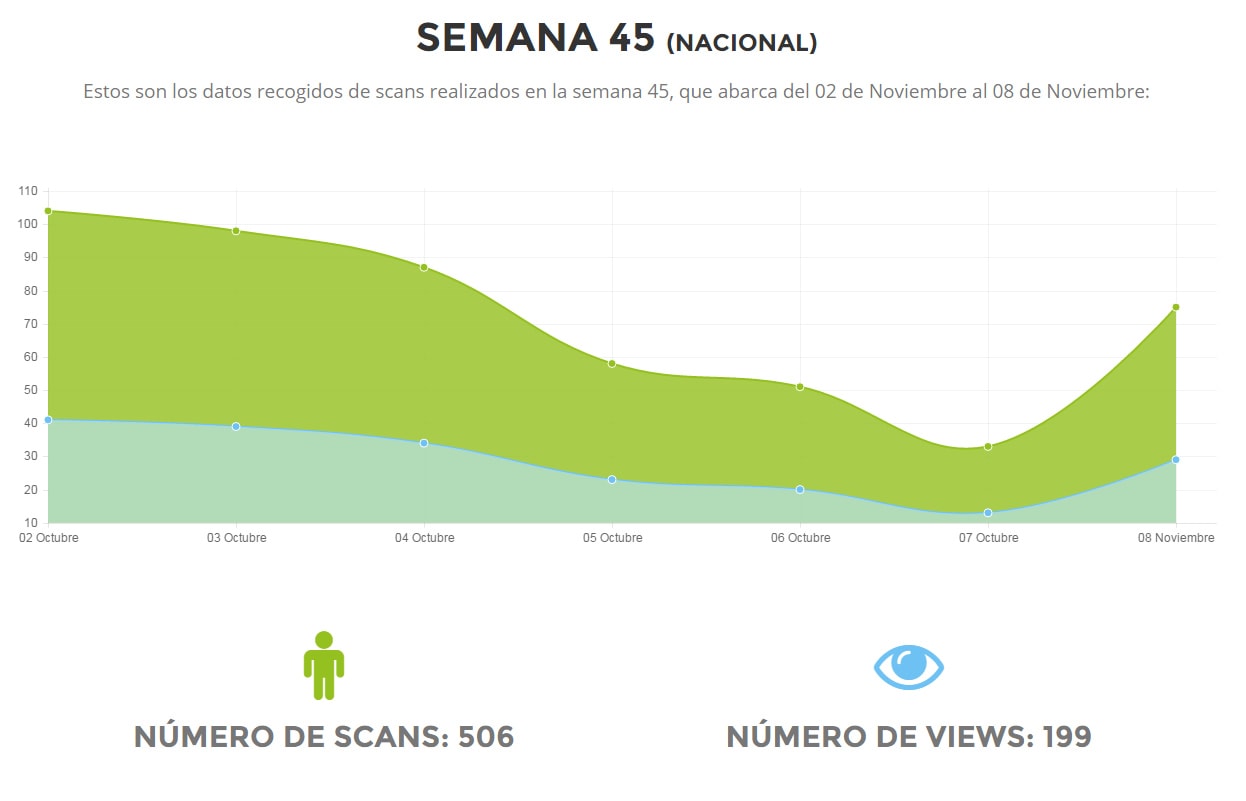 SEMANA 45 (NACIONAL)
Estos son los datos recogidos de scans realizados en la semana 45, que abarca del 02 de Noviembre al 08 de Noviembre:
110
100
90
80
70
60
50
40
30
20
10
02 Octubre 03 Octubre 04 Octubre 05 Octubre 06 Octubre 07 Octubre 08 Noviembre
NÚMERO DE SCANS: 506
NÚMERO DE VIEWS: 199